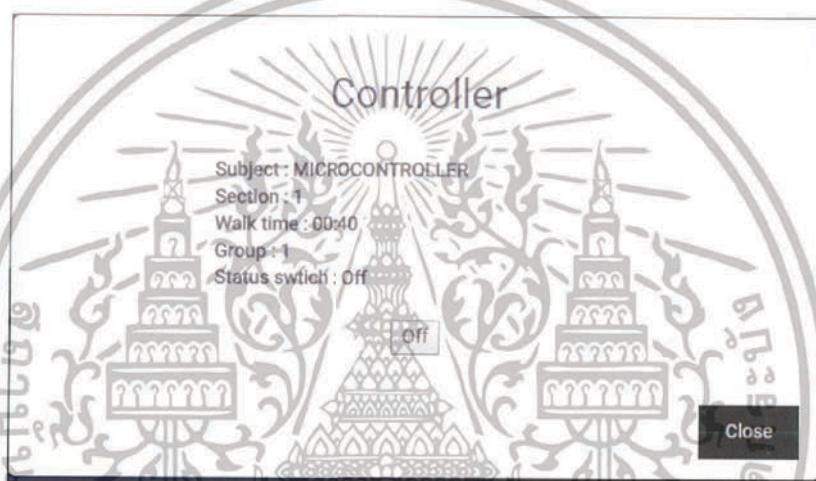 Controller
Subject : MICROCONTROLLER
Section : 1
Walk time : 00:40
Group : 1
Status swtich : Off
Off
Close